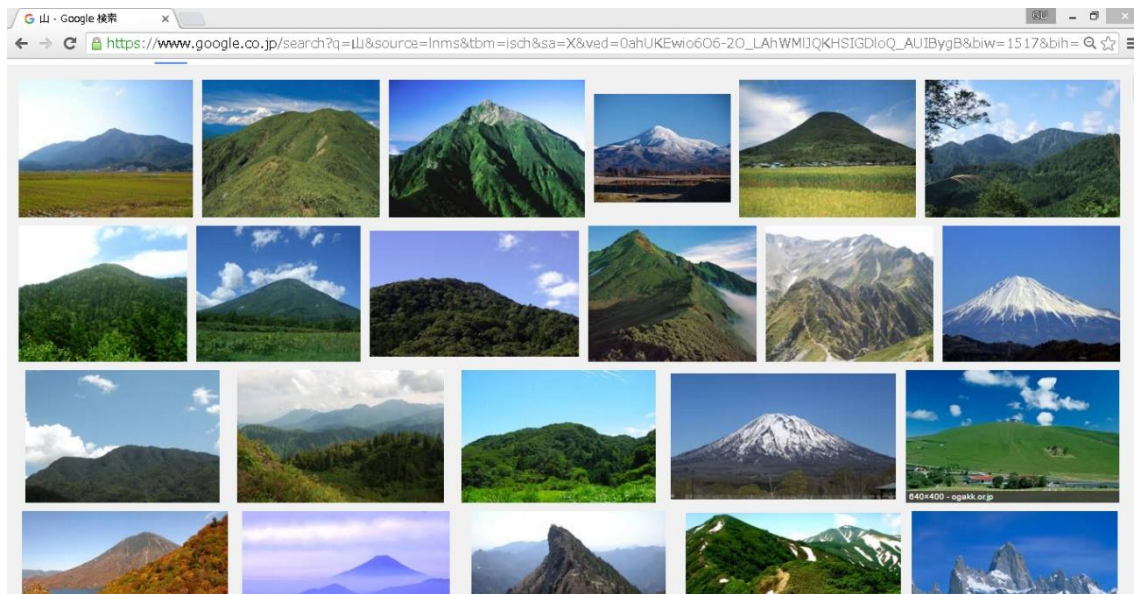 山 - Google 検索
https://www.google.co.jp/search?q=山&source=lnms&tbm=isch&sa=X&ved=0ahUKEwio6O6-2O_LAhWMlJQKHSIGDloQ_AUIBygB&biw=1517&bih=
640×400 - ogakk.or.jp